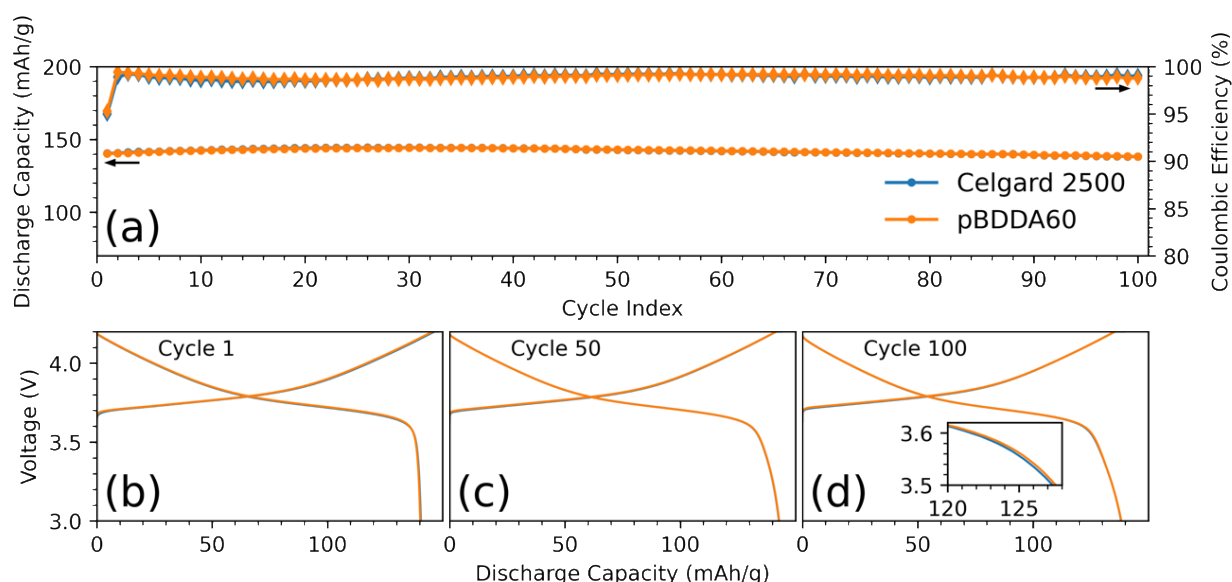 Discharge Capacity (mAh/g)
200
150
100
100
95
90
85
80
Coulombic Efficiency (%)
Celgard 2500
pBDDA60
(a)
0 10 20 30 40 50 60 70 80 90 100
Cycle Index
Voltage (V)
4.0
3.5
3.0
Cycle 1
(b)
0 50 100
Cycle 50
(c)
0 50 100
Cycle 100
(d)
3.6
3.5
120 125
0 50 100
Discharge Capacity (mAh/g)